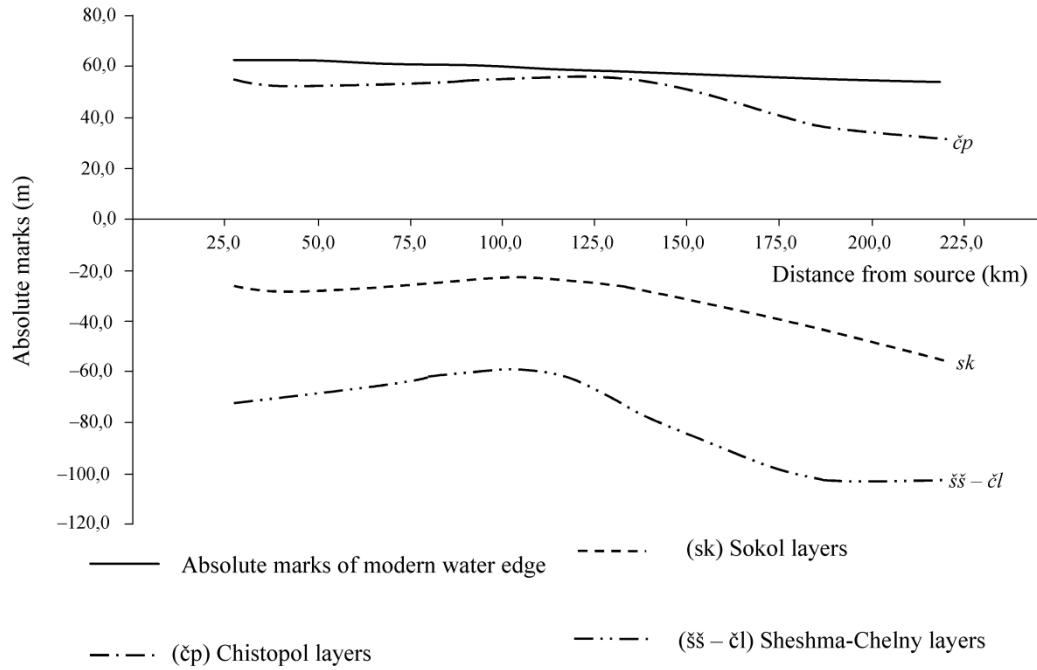 80,0
60,0
40,0
20,0
0,0
–20,0
–40,0
–60,0
–80,0
–100,0
–120,0
Absolute marks (m)
25,0 50,0 75,0 100,0 125,0 150,0 175,0 200,0 225,0
Distance from source (km)
čp
sk
šš – čl
Absolute marks of modern water edge
(sk) Sokol layers
(čp) Chistopol layers
(šš – čl) Sheshma-Chelny layers